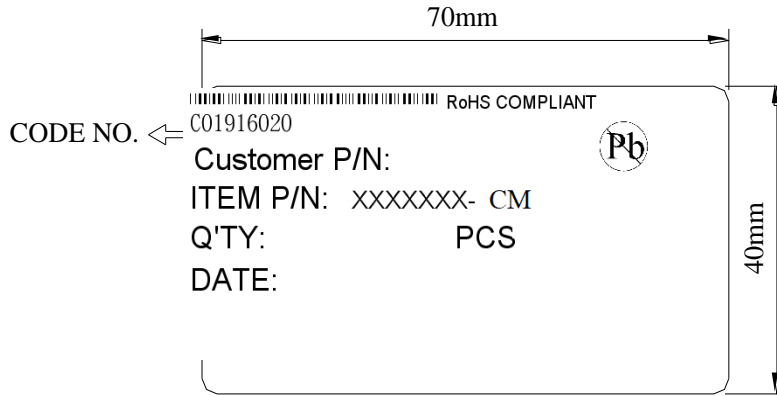 70mm
RoHS COMPLIANT
CODE NO. C01916020
Pb
Customer P/N:
ITEM P/N: XXXXXXX- CM
Q'TY: PCS
DATE:
40mm